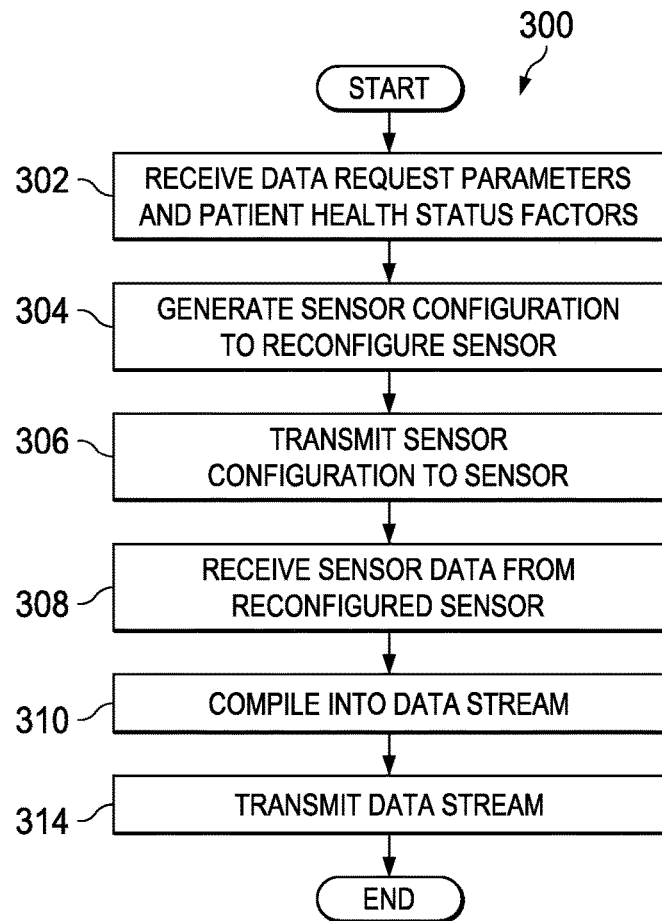 300
START
302
RECEIVE DATA REQUEST PARAMETERS
AND PATIENT HEALTH STATUS FACTORS
304
GENERATE SENSOR CONFIGURATION
TO RECONFIGURE SENSOR
306
TRANSMIT SENSOR
CONFIGURATION TO SENSOR
308
RECEIVE SENSOR DATA FROM
RECONFIGURED SENSOR
310
COMPILE INTO DATA STREAM
314
TRANSMIT DATA STREAM
END